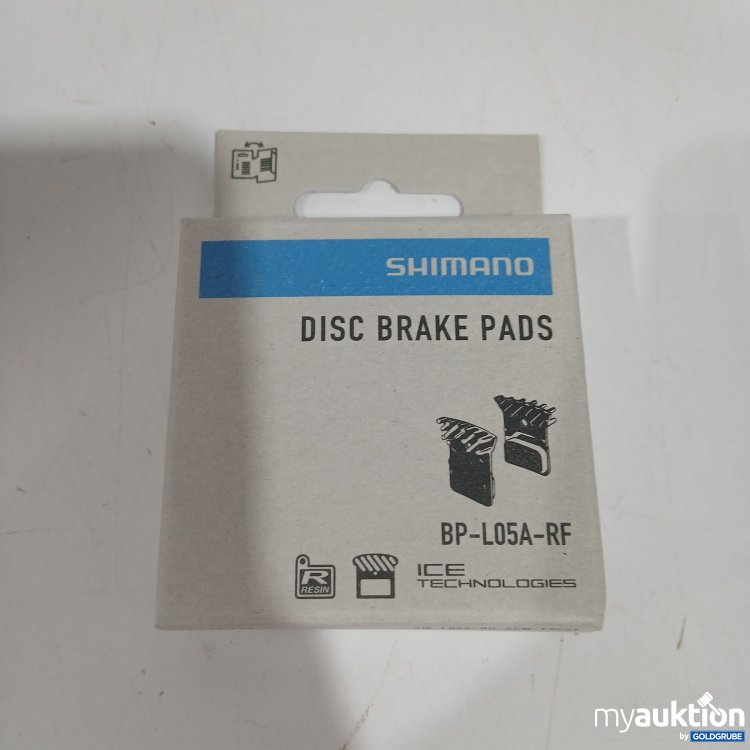 SHIMANO
DISC BRAKE PADS
BP-L05A-RF
R
RESIN
ICE
TECHNOLOGIES
myauktion
by GOLDGRUBE